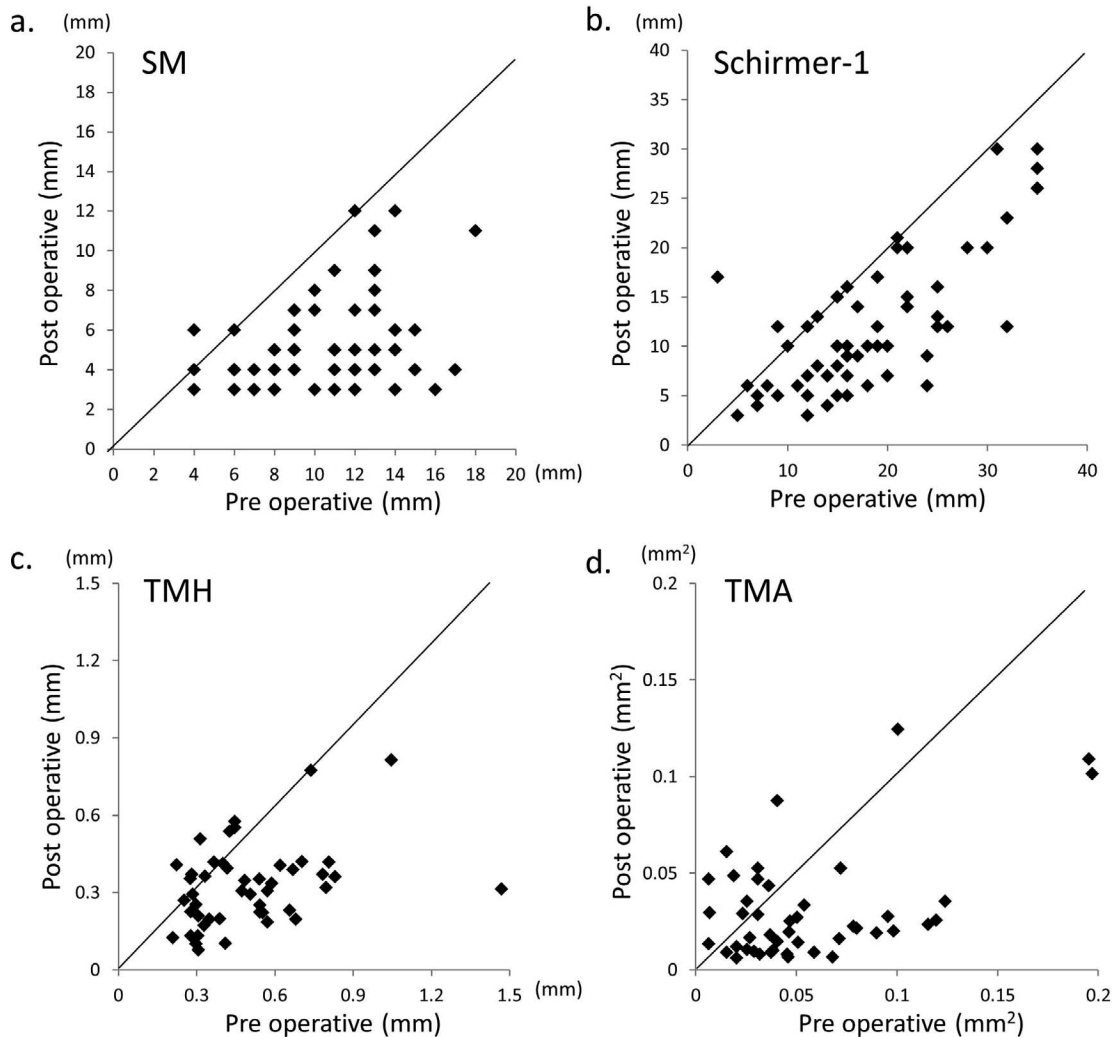 a.
(mm)
SM
20
18
16
14
12
10
8
6
4
2
0
Post operative (mm)
0 2 4 6 8 10 12 14 16 18 20 (mm)
Pre operative (mm)
b.
(mm)
Schirmer-1
40
35
30
25
20
15
10
5
0
Post operative (mm)
0 10 20 30 40
Pre operative (mm)
c.
(mm)
TMH
1.5
1.2
0.9
0.6
0.3
0
Post operative (mm)
0 0.3 0.6 0.9 1.2 1.5 (mm)
Pre operative (mm)
d.
(mm²)
TMA
0.2
0.15
0.1
0.05
0
Post operative (mm²)
0 0.05 0.1 0.15 0.2
Pre operative (mm²)